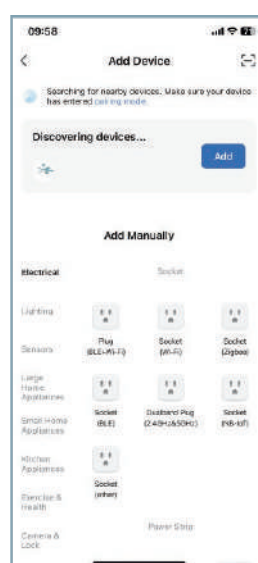 09:58
Add Device
Searching for nearby devices. Make sure your device
has entered pairing mode.
Discovering devices...
Add
Add Manually
Electrical
Socket
Lighting
Plug
(BLE+Wi-Fi)
Socket
(Wi-Fi)
Socket
(Zigbee)
Sensors
Large
Home
Appliances
Socket
(BLE)
Dualband Plug
(2.4GHz&5GHz)
Socket
(NB-IoT)
Small Home
Appliances
Kitchen
Appliances
Socket
(other)
Exercise &
Health
Power Strip
Camera &
Lock